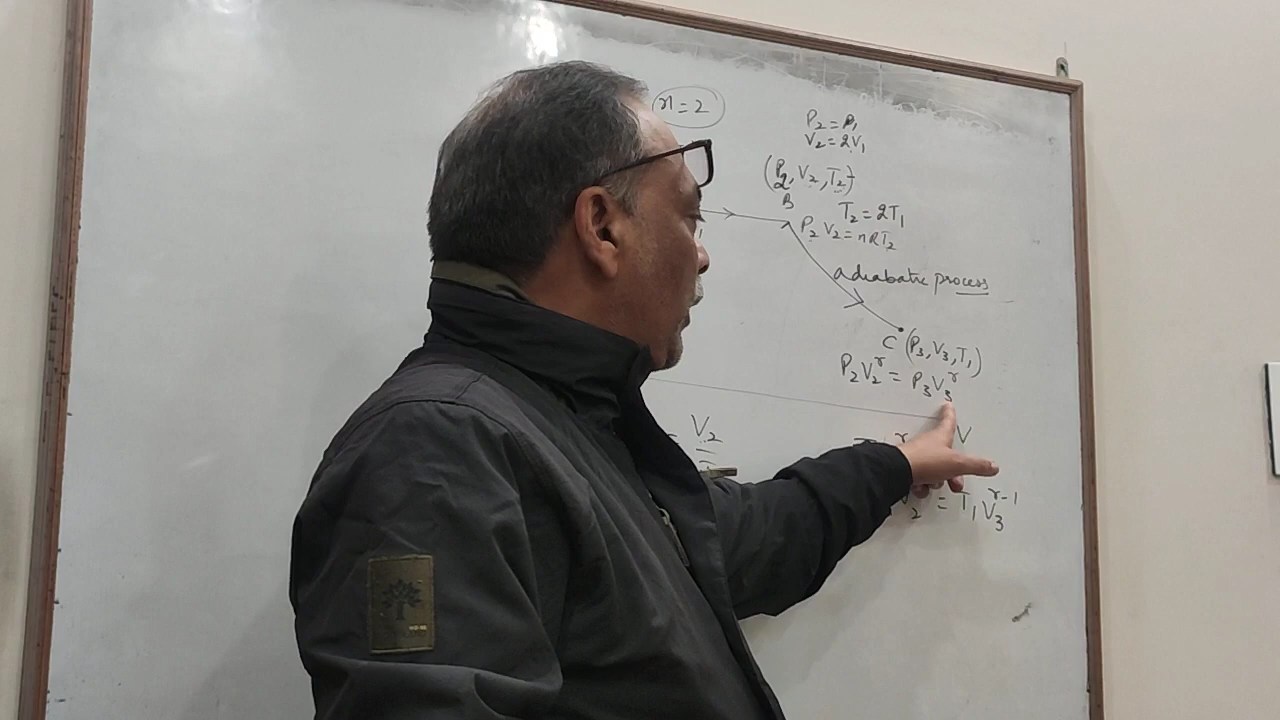 n=2
P₂ = P₁
V₂ = 2V₁
(P₂, V₂, T₂)
B
T₂ = 2T₁
P₂ V₂ = nRT₂
adiabatic process
C (P₃, V₃, T₁)
P₂V₂^r = P₃V₃^r
V
= V₂
V₂ = T₁ V₃^r-1